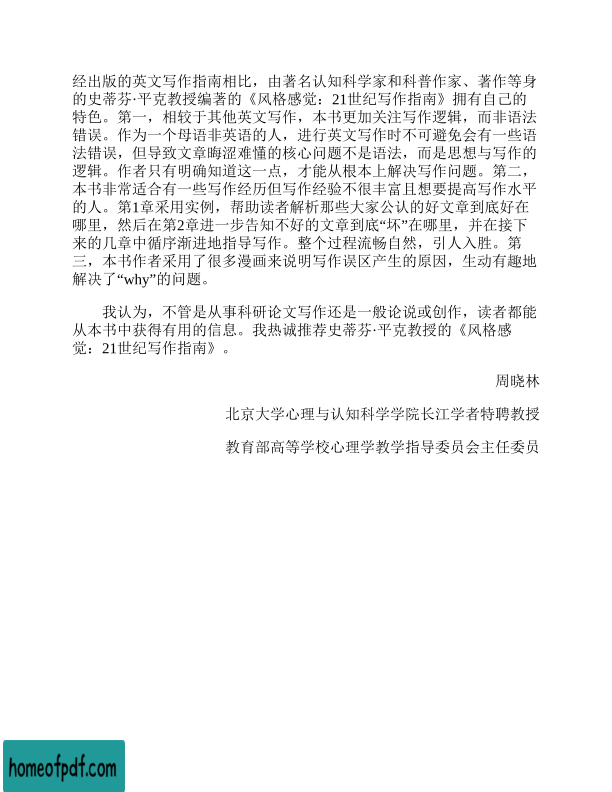 经出版的英文写作指南相比，由著名认知科学家和科普作家、著作等身
的史蒂芬·平克教授编著的《风格感觉：21世纪写作指南》拥有自己的
特色。第一，相较于其他英文写作，本书更加关注写作逻辑，而非语法
错误。作为一个母语非英语的人，进行英文写作时不可避免会有一些语
法错误，但导致文章晦涩难懂的核心问题不是语法，而是思想与写作的
逻辑。作者只有明确知道这一点，才能从根本上解决写作问题。第二，
本书非常适合有一些写作经历但写作经验不很丰富且想要提高写作水平
的人。第1章采用实例，帮助读者解析那些大家公认的好文章到底好在
哪里，然后在第2章进一步告知不好的文章到底“坏”在哪里，并在接下
来的几章中循序渐进地指导写作。整个过程流畅自然，引人入胜。第
三，本书作者采用了很多漫画来说明写作误区产生的原因，生动有趣地
解决了“why”的问题。
我认为，不管是从事科研论文写作还是一般论说或创作，读者都能
从本书中获得有用的信息。我热诚推荐史蒂芬·平克教授的《风格感
觉：21世纪写作指南》。
周晓林
北京大学心理与认知科学学院长江学者特聘教授
教育部高等学校心理学教学指导委员会主任委员
homeofpdf.com